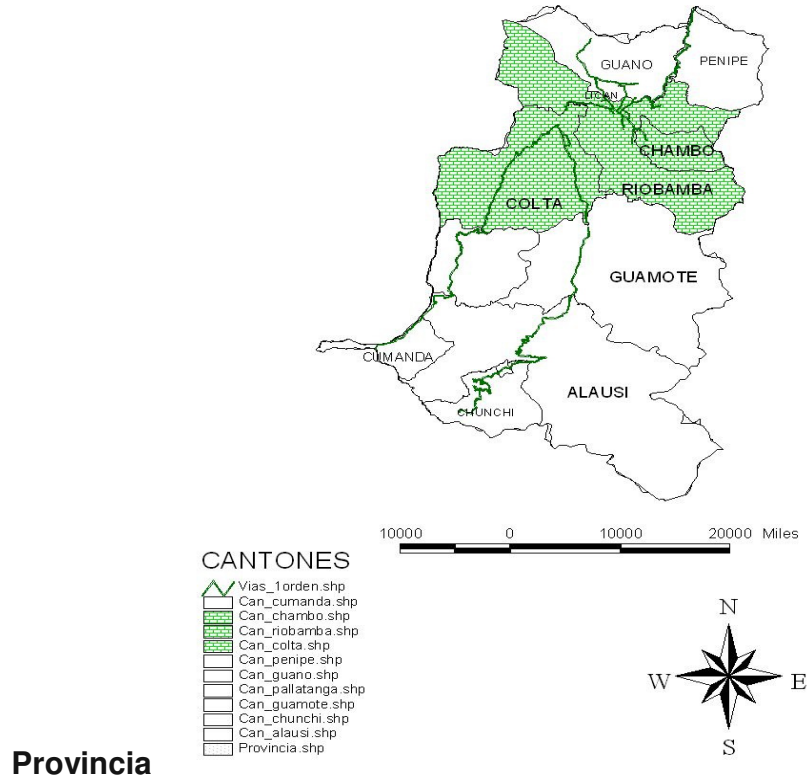 GUANO
PENIPE
LICAN
CHAMBO
RIOBAMBA
COLTA
GUAMOTE
CUMANDA
ALAUSI
CHUNCHI
10000 0 10000 20000 Miles
CANTONES
Vias_1orden.shp
Can_cumanda.shp
Can_chambo.shp
Can_riobamba.shp
Can_colta.shp
Can_penipe.shp
Can_guano.shp
Can_pallatanga.shp
Can_guamote.shp
Can_chunchi.shp
Can_alausi.shp
Provincia.shp
N
W E
S
Provincia